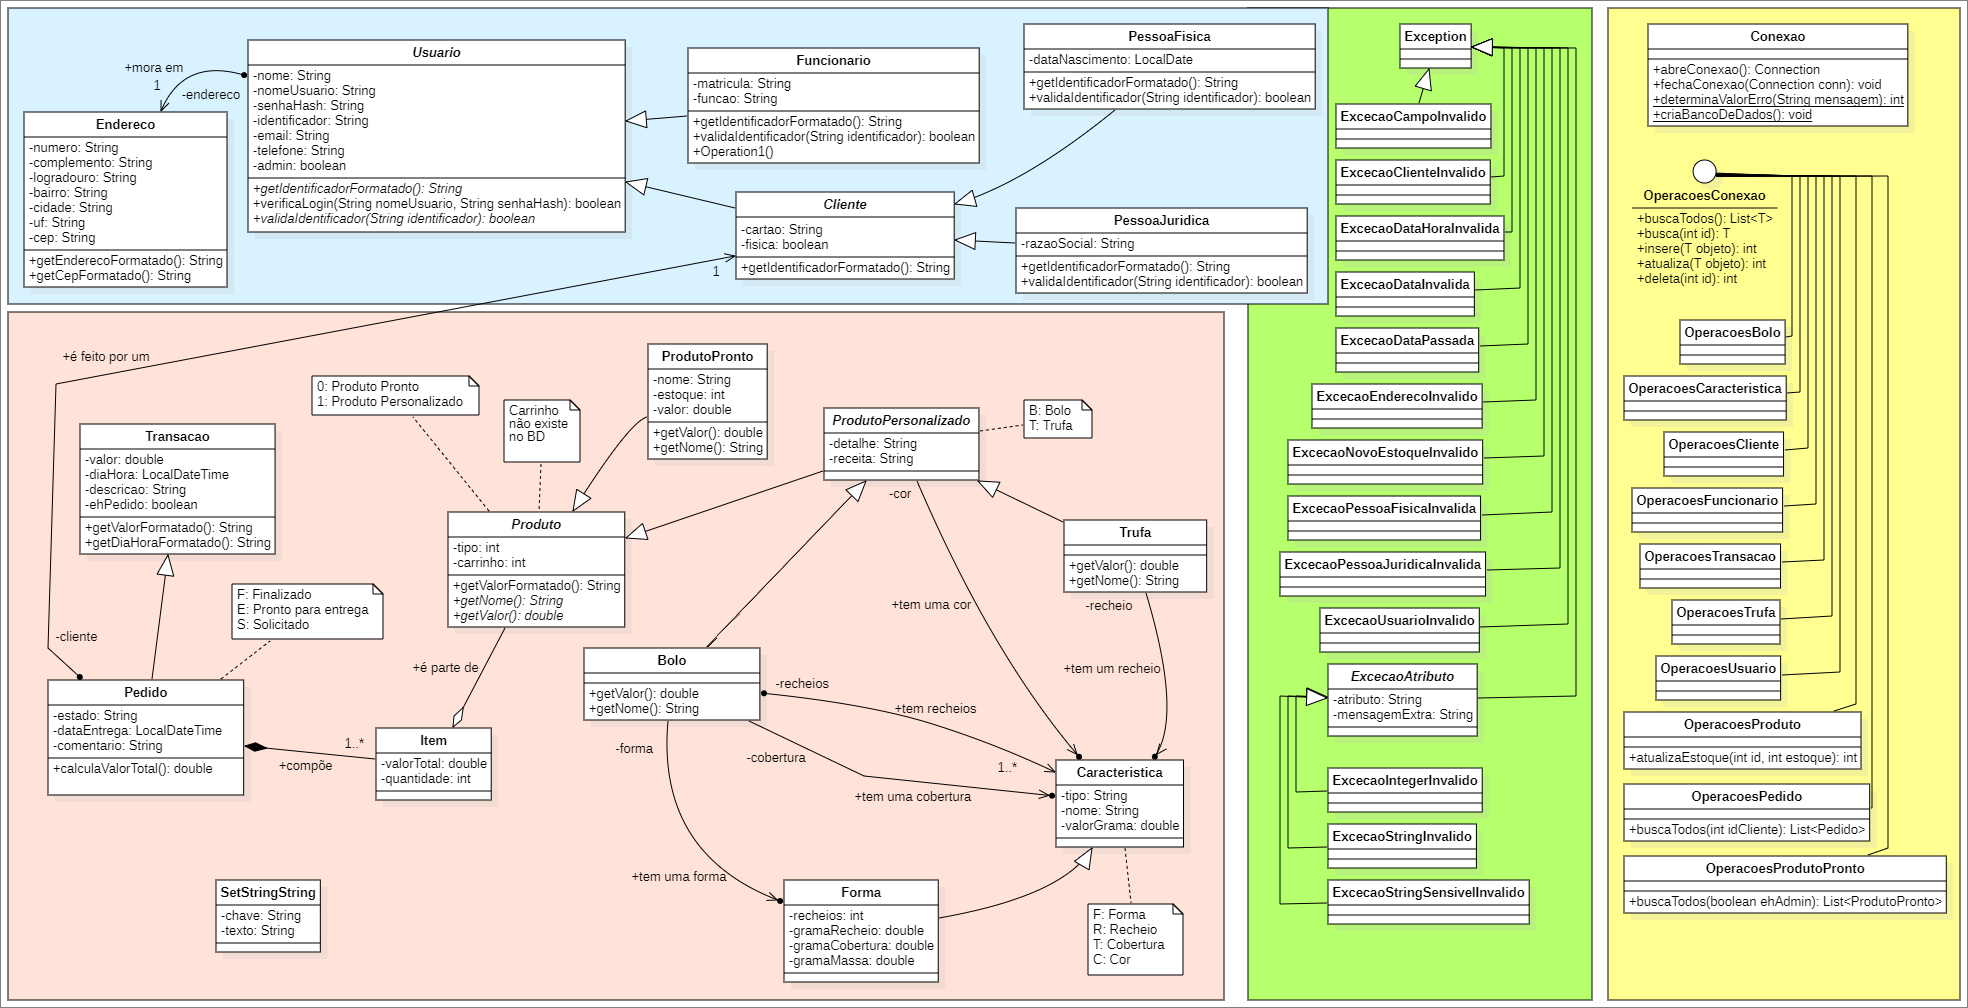 Usuario
-nome: String
-nomeUsuario: String
-senhaHash: String
-identificador: String
-email: String
-telefone: String
-admin: boolean
+getIdentificadorFormatado(): String
+verificaLogin(String nomeUsuario, String senhaHash): boolean
+validaIdentificador(String identificador): boolean
+mora em
1
-endereco
Endereco
-numero: String
-complemento: String
-logradouro: String
-bairro: String
-cidade: String
-uf: String
-cep: String
+getEnderecoFormatado(): String
+getCepFormatado(): String
Funcionario
-matricula: String
-funcao: String
+getIdentificadorFormatado(): String
+validaIdentificador(String identificador): boolean
+Operation1()
PessoaFisica
-dataNascimento: LocalDate
+getIdentificadorFormatado(): String
+validaIdentificador(String identificador): boolean
Cliente
-cartao: String
-fisica: boolean
+getIdentificadorFormatado(): String
1
PessoaJuridica
-razaoSocial: String
+getIdentificadorFormatado(): String
+validaIdentificador(String identificador): boolean
+é feito por um
-cliente
0: Produto Pronto
1: Produto Personalizado
Carrinho
não existe
no BD
ProdutoPronto
-nome: String
-estoque: int
-valor: double
+getValor(): double
+getNome(): String
ProdutoPersonalizado
-detalhe: String
-receita: String
B: Bolo
T: Trufa
Transacao
-valor: double
-diaHora: LocalDateTime
-descricao: String
-ehPedido: boolean
+getValorFormatado(): String
+getDiaHoraFormatado(): String
Produto
-tipo: int
-carrinho: int
+getValorFormatado(): String
+getNome(): String
+getValor(): double
-cor
+tem uma cor
Trufa
+getValor(): double
+getNome(): String
-recheio
+tem um recheio
F: Finalizado
E: Pronto para entrega
S: Solicitado
+é parte de
Pedido
-estado: String
-dataEntrega: LocalDateTime
-comentario: String
+calculaValorTotal(): double
1..*
+compõe
Item
-valorTotal: double
-quantidade: int
Bolo
+getValor(): double
+getNome(): String
-recheios
+tem recheios
1..*
-forma
-cobertura
+tem uma cobertura
+tem uma forma
Caracteristica
-tipo: String
-nome: String
-valorGrama: double
Forma
-recheios: int
-gramaRecheio: double
-gramaCobertura: double
-gramaMassa: double
F: Forma
R: Recheio
T: Cobertura
C: Cor
SetStringString
-chave: String
-texto: String
Exception
ExcecaoCampoInvalido
ExcecaoClienteInvalido
ExcecaoDataHoraInvalida
ExcecaoDataInvalida
ExcecaoDataPassada
ExcecaoEnderecoInvalido
ExcecaoNovoEstoqueInvalido
ExcecaoPessoaFisicaInvalida
ExcecaoPessoaJuridicaInvalida
ExcecaoUsuarioInvalido
ExcecaoAtributo
-atributo: String
-mensagemExtra: String
ExcecaoIntegerInvalido
ExcecaoStringInvalido
ExcecaoStringSensivelInvalido
Conexao
+abreConexao(): Connection
+fechaConexao(Connection conn): void
+determinaValorErro(String mensagem): int
+criaBancoDeDados(): void
OperacoesConexao
+buscaTodos(): List<T>
+busca(int id): T
+insere(T objeto): int
+atualiza(T objeto): int
+deleta(int id): int
OperacoesBolo
OperacoesCaracteristica
OperacoesCliente
OperacoesFuncionário
OperacoesTransacao
OperacoesTrufa
OperacoesUsuario
OperacoesProduto
+atualizaEstoque(int id, int estoque): int
OperacoesPedido
+buscaTodos(int idCliente): List<Pedido>
OperacoesProdutoPronto
+buscaTodos(boolean ehAdmin): List<ProdutoPronto>